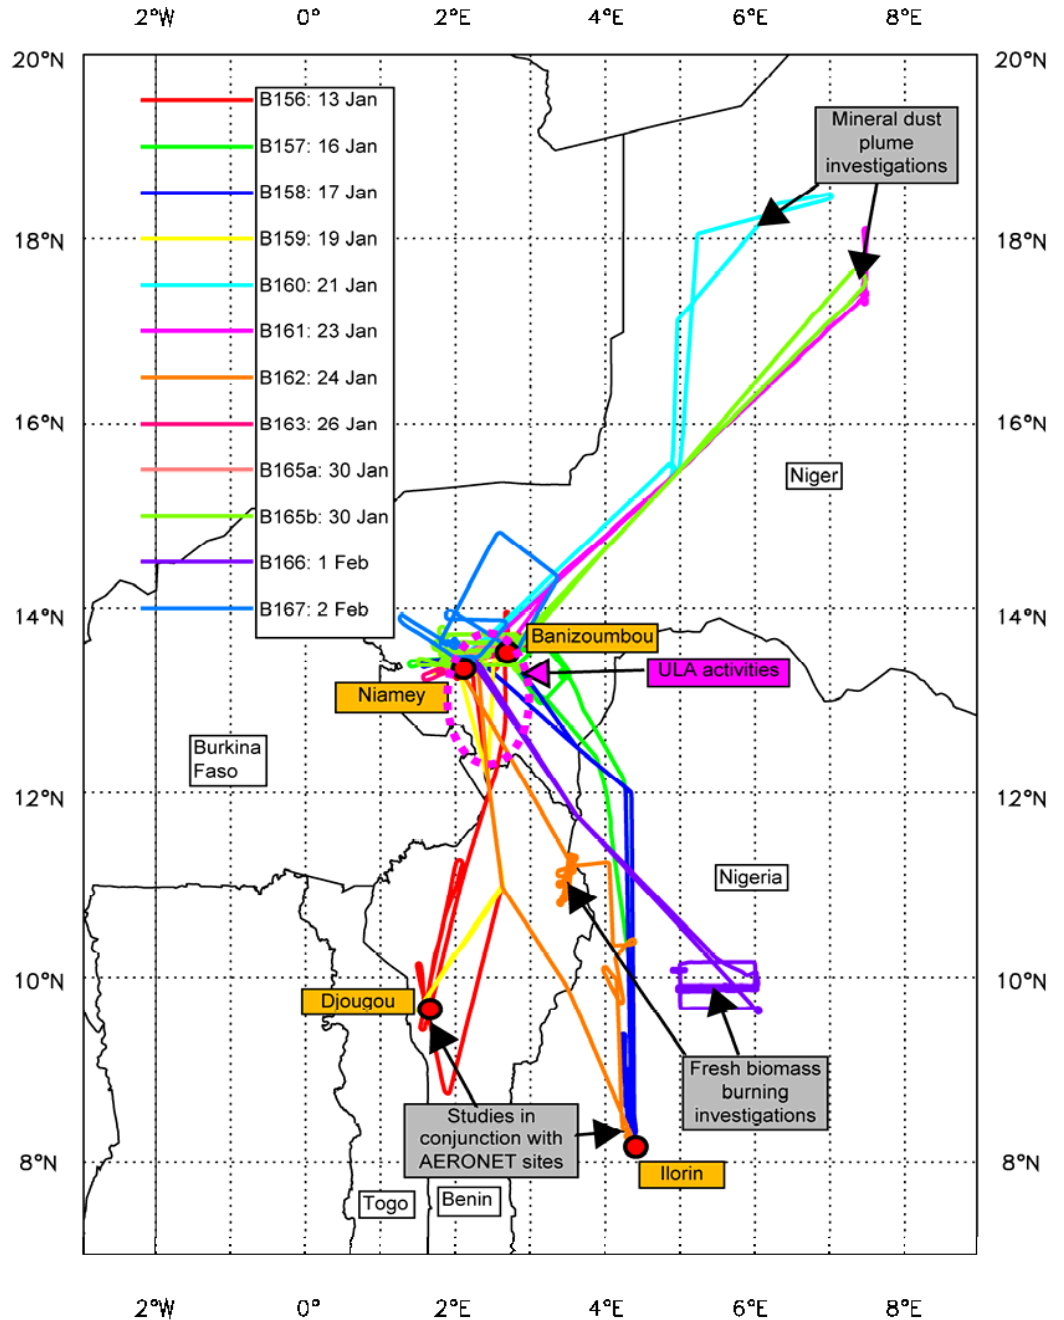 2°W 0° 2°E 4°E 6°E 8°E
20°N 20°N
B156: 13 Jan
Mineral dust
plume
investigations
B157: 16 Jan
B158: 17 Jan
B159: 19 Jan
18°N 18°N
B160: 21 Jan
B161: 23 Jan
B162: 24 Jan
B163: 26 Jan
16°N 16°N
B165a: 30 Jan
Niger
B165b: 30 Jan
B166: 1 Feb
B167: 2 Feb
14°N 14°N
Banizoumbou
ULA activities
Niamey
Burkina
Faso
12°N 12°N
Nigeria
10°N 10°N
Djougou
Fresh biomass
burning
investigations
Studies in
conjunction with
AERONET sites
8°N 8°N
Ilorin
Togo
Benin
2°W 0° 2°E 4°E 6°E 8°E